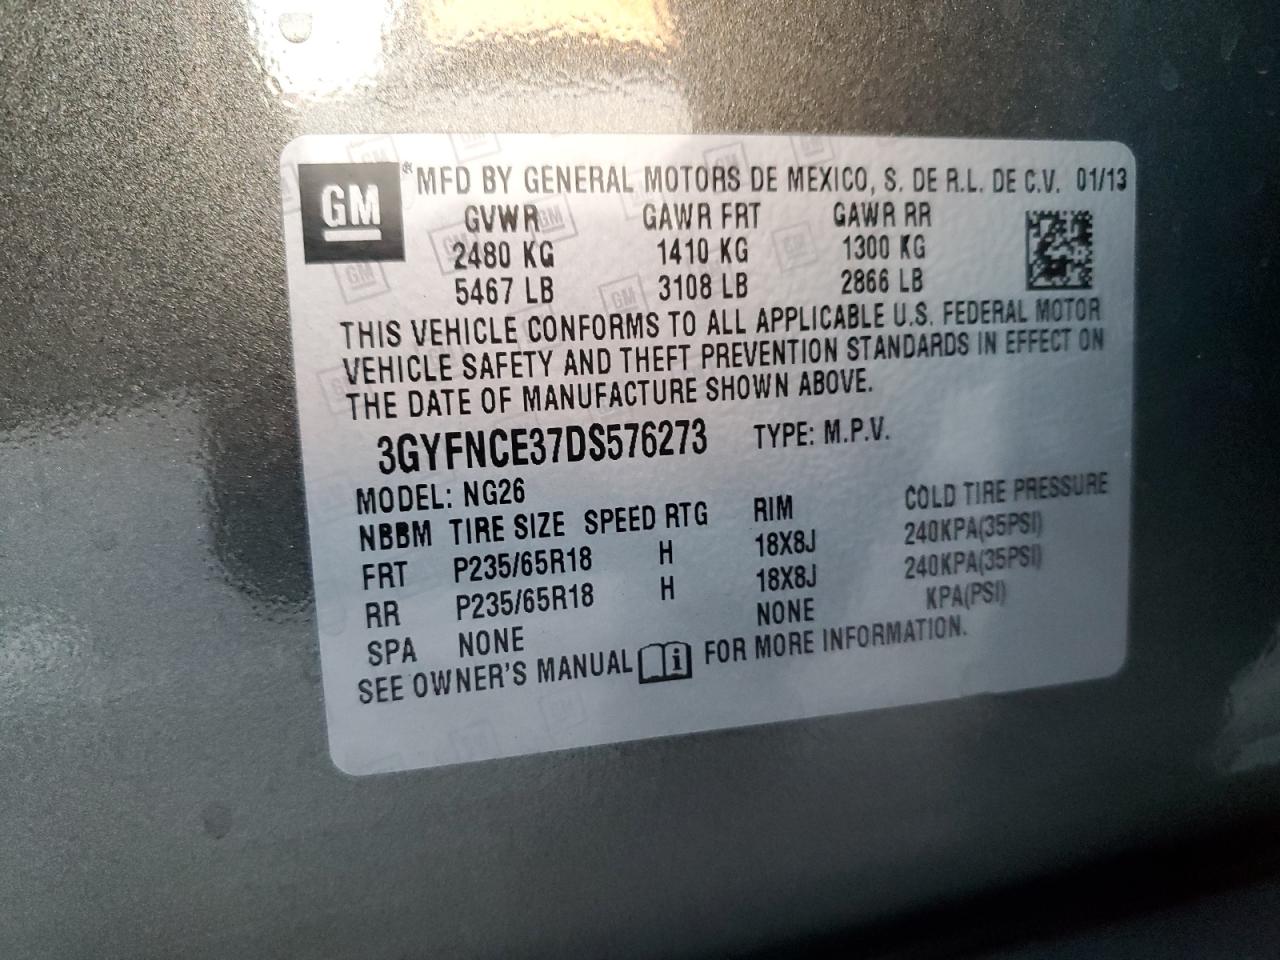 GM
MFD BY GENERAL MOTORS DE MEXICO, S. DE R.L. DE C.V. 01/13
GVWR GAWR FRT GAWR RR
2480 KG 1410 KG 1300 KG
5467 LB 3108 LB 2866 LB
THIS VEHICLE CONFORMS TO ALL APPLICABLE U.S. FEDERAL MOTOR
VEHICLE SAFETY AND THEFT PREVENTION STANDARDS IN EFFECT ON
THE DATE OF MANUFACTURE SHOWN ABOVE.
3GYFNCE37DS576273 TYPE: M.P.V.
MODEL: NG26
NBBM TIRE SIZE SPEED RTG RIM COLD TIRE PRESSURE
FRT P235/65R18 H 18X8J 240KPA(35PSI)
RR P235/65R18 H 18X8J 240KPA(35PSI)
SPA NONE NONE KPA(PSI)
SEE OWNER'S MANUAL i FOR MORE INFORMATION.